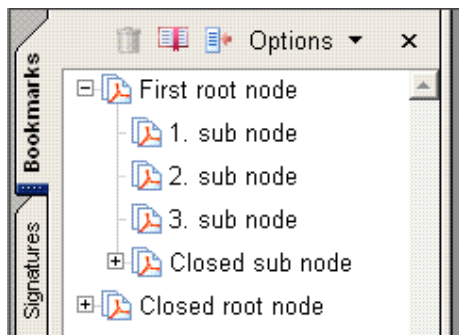 Options
Bookmarks
First root node
1. sub node
2. sub node
3. sub node
Signatures
Closed sub node
Closed root node